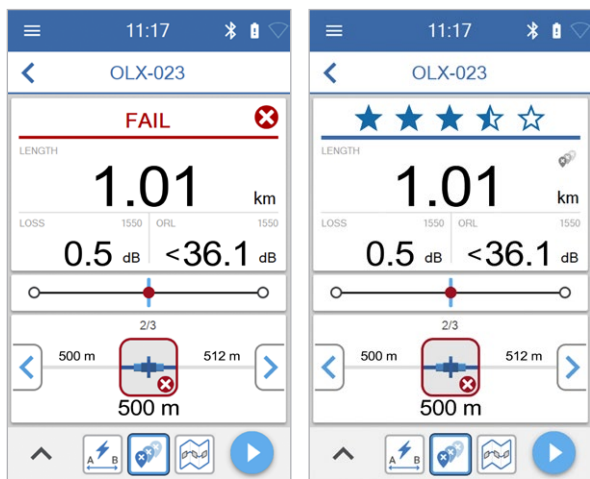 11:17
OLX-023
FAIL
LENGTH
1.01 km
LOSS 1550 ORL 1550
0.5 dB <36.1 dB
2/3
500 m 512 m
500 m
A B
11:17
OLX-023
LENGTH
1.01 km
LOSS 1550 ORL 1550
0.5 dB <36.1 dB
2/3
500 m 512 m
500 m
A B